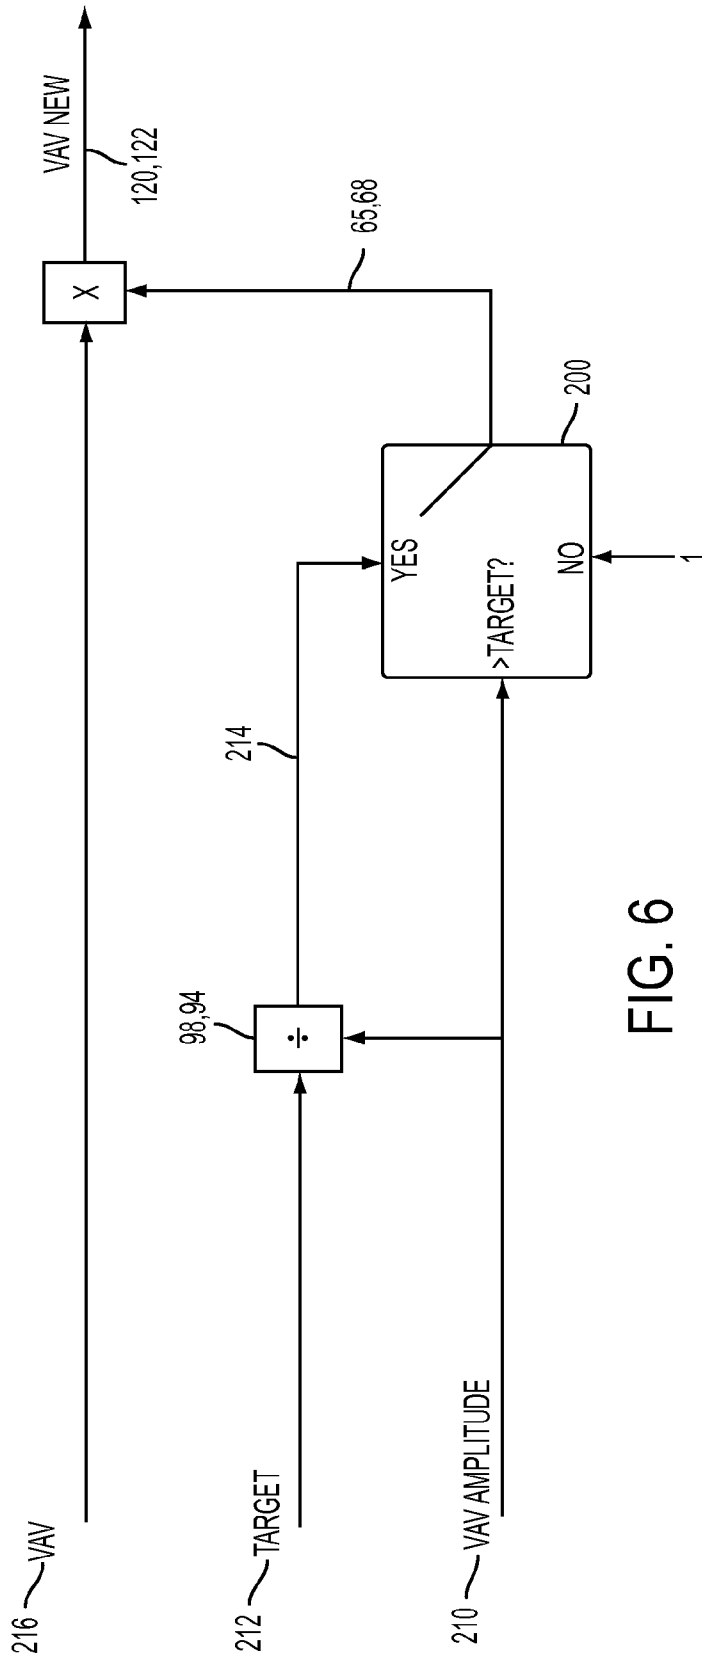 216
VAV
VAV NEW
120,122
X
65,68
212
TARGET
98,94
÷
214
YES
>TARGET?
NO
200
1
210
VAV AMPLITUDE
FIG. 6